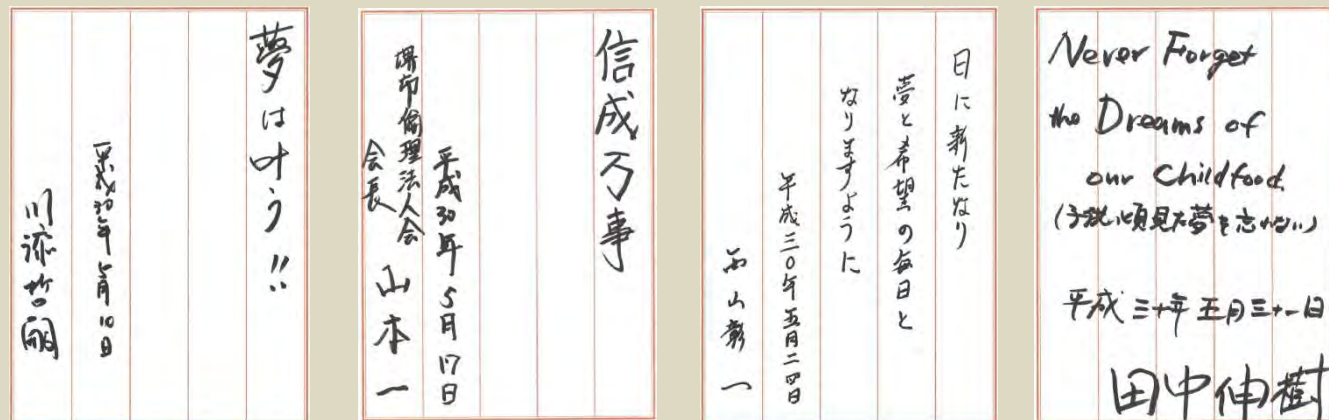 夢は叶う!!
平成30年5月10日
川添哲嗣
信成万事
平成30年5月17日
堺市倫理法人会
会長 山本一
日に新たなり
夢と希望の毎日と
なりますように
平成三〇年五月二四日
西山彰一
Never Forget
the Dreams of
our Childfood.
(子供の頃見た夢を忘れない)
平成三十年五月三十一日
田中伸樹